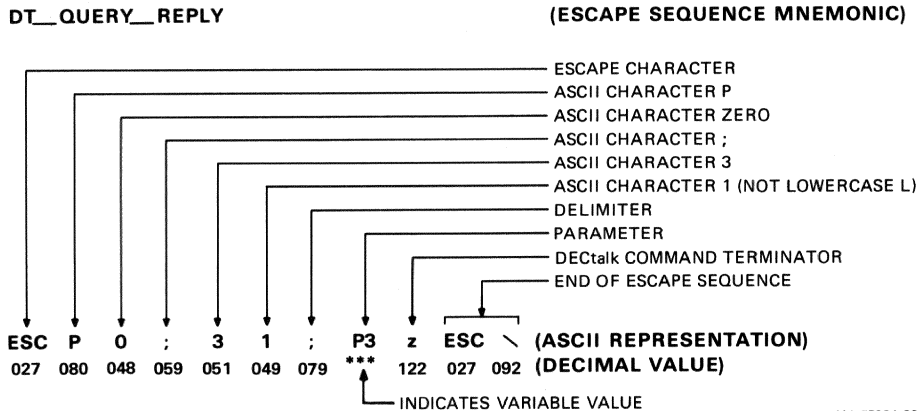 DT__QUERY__REPLY (ESCAPE SEQUENCE MNEMONIC)
ESCAPE CHARACTER
ASCII CHARACTER P
ASCII CHARACTER ZERO
ASCII CHARACTER ;
ASCII CHARACTER 3
ASCII CHARACTER 1 (NOT LOWERCASE L)
DELIMITER
PARAMETER
DECtalk COMMAND TERMINATOR
END OF ESCAPE SEQUENCE
ESC P 0 ; 3 1 ; P3 z ESC \ (ASCII REPRESENTATION)
027 080 048 059 051 049 079 *** 122 027 092 (DECIMAL VALUE)
INDICATES VARIABLE VALUE